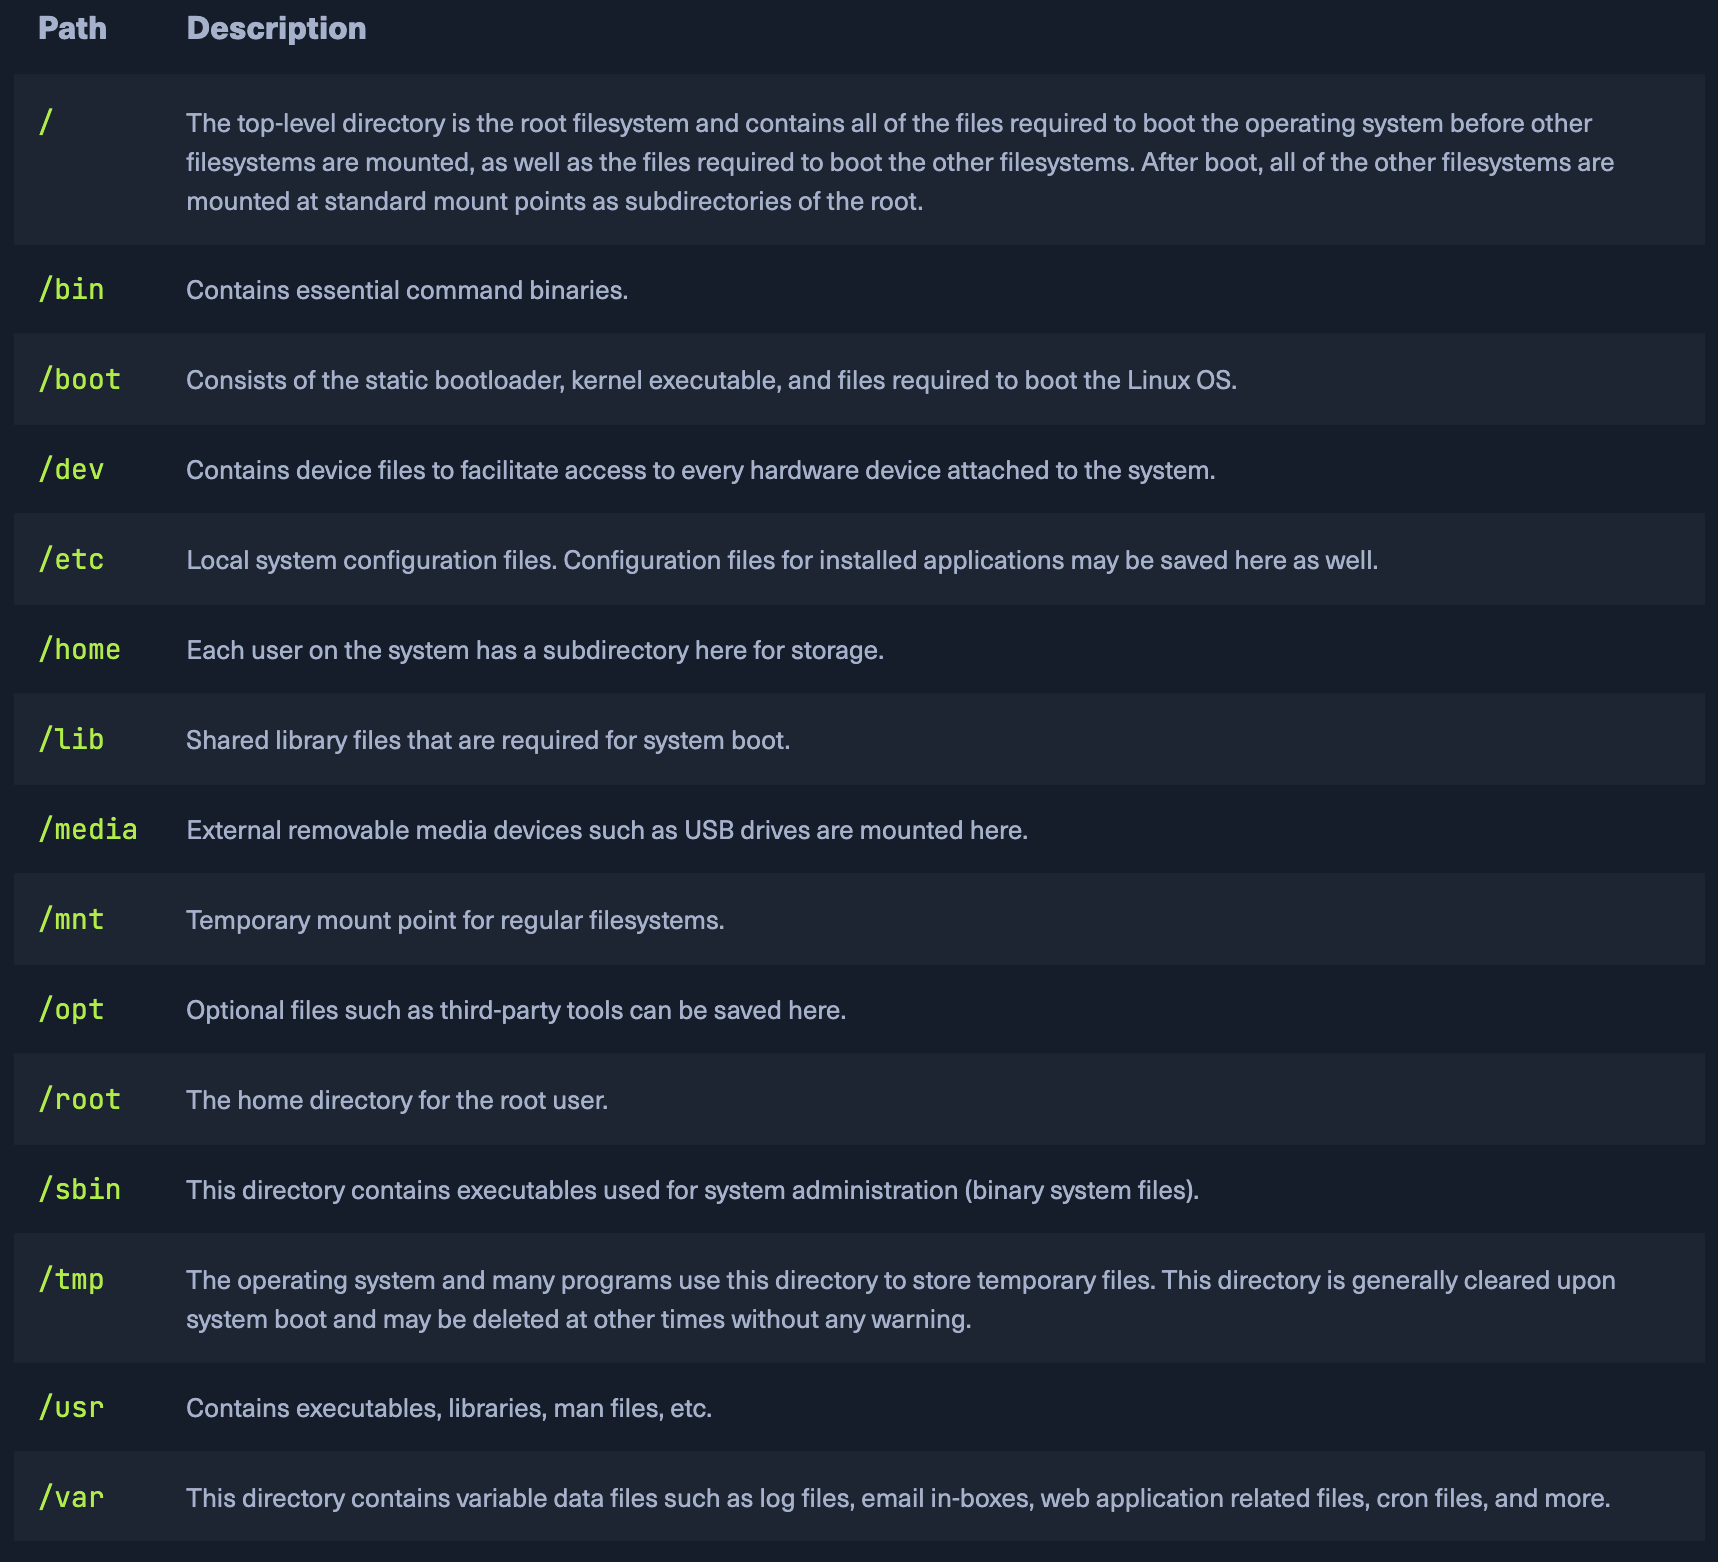 Path Description
/ The top-level directory is the root filesystem and contains all of the files required to boot the operating system before other
filesystems are mounted, as well as the files required to boot the other filesystems. After boot, all of the other filesystems are
mounted at standard mount points as subdirectories of the root.
/bin Contains essential command binaries.
/boot Consists of the static bootloader, kernel executable, and files required to boot the Linux OS.
/dev Contains device files to facilitate access to every hardware device attached to the system.
/etc Local system configuration files. Configuration files for installed applications may be saved here as well.
/home Each user on the system has a subdirectory here for storage.
/lib Shared library files that are required for system boot.
/media External removable media devices such as USB drives are mounted here.
/mnt Temporary mount point for regular filesystems.
/opt Optional files such as third-party tools can be saved here.
/root The home directory for the root user.
/sbin This directory contains executables used for system administration (binary system files).
/tmp The operating system and many programs use this directory to store temporary files. This directory is generally cleared upon
system boot and may be deleted at other times without any warning.
/usr Contains executables, libraries, man files, etc.
/var This directory contains variable data files such as log files, email in-boxes, web application related files, cron files, and more.